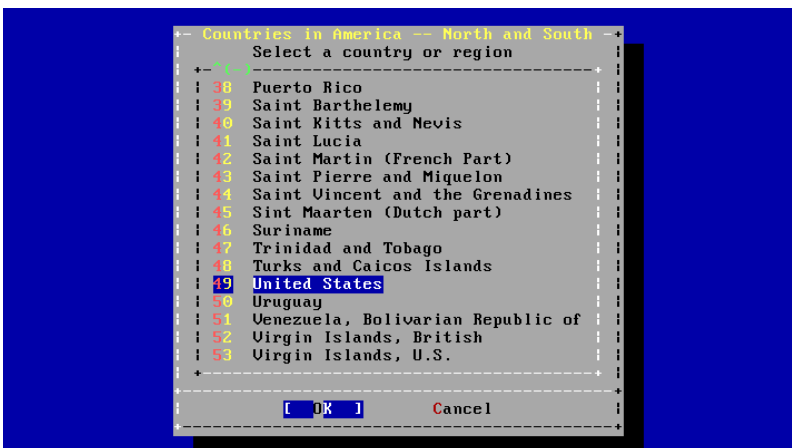 Countries in America -- North and South
Select a country or region
^(-)
38 Puerto Rico
39 Saint Barthelemy
40 Saint Kitts and Nevis
41 Saint Lucia
42 Saint Martin (French Part)
43 Saint Pierre and Miquelon
44 Saint Vincent and the Grenadines
45 Sint Maarten (Dutch part)
46 Suriname
47 Trinidad and Tobago
48 Turks and Caicos Islands
49 United States
50 Uruguay
51 Venezuela, Bolivarian Republic of
52 Virgin Islands, British
53 Virgin Islands, U.S.
[ OK ] Cancel